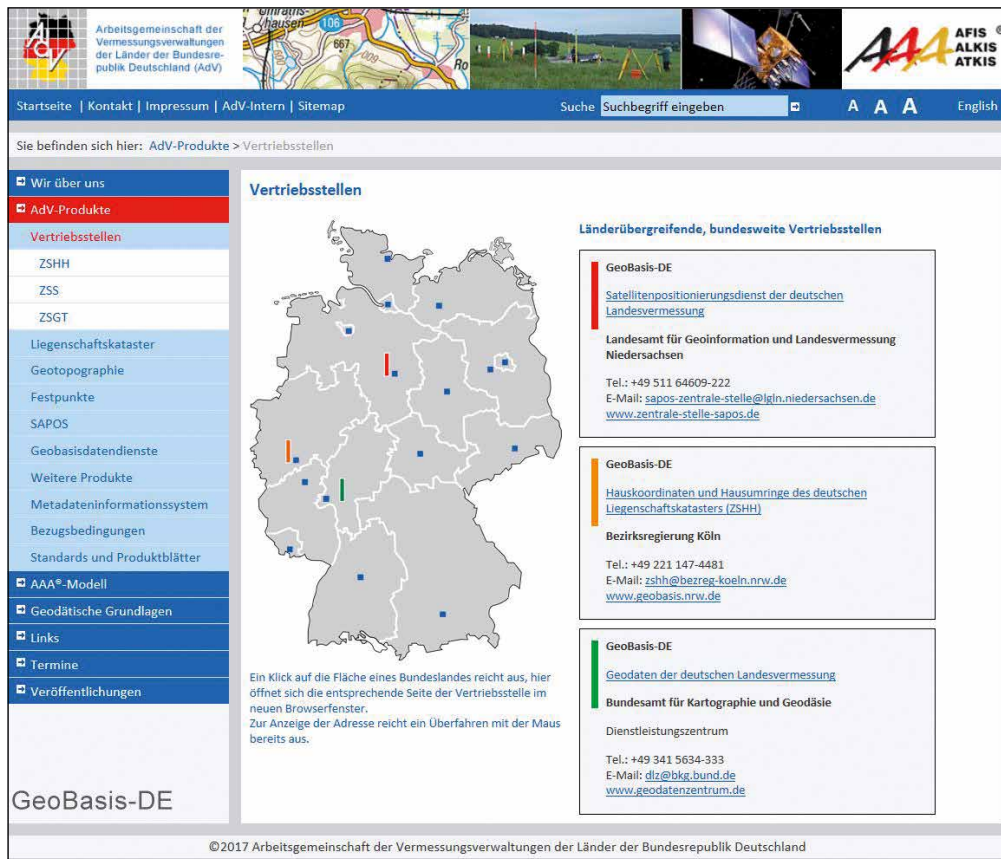 Arbeitsgemeinschaft der
Vermessungsverwaltungen
der Länder der Bundesre-
publik Deutschland (AdV)
AdV
hausen
106
667
Ro
AAA
AFIS ®
ALKIS
ATKIS
Startseite | Kontakt | Impressum | AdV-Intern | Sitemap
Suche Suchbegriff eingeben
A A A
English
Sie befinden sich hier: AdV-Produkte > Vertriebsstellen
Wir über uns
AdV-Produkte
Vertriebsstellen
ZSHH
ZSS
ZSGT
Liegenschaftskataster
Geotopographie
Festpunkte
SAPOS
Geobasisdatendienste
Weitere Produkte
Metadateninformationssystem
Bezugsbedingungen
Standards und Produktblätter
AAA®-Modell
Geodätische Grundlagen
Links
Termine
Veröffentlichungen
GeoBasis-DE
Vertriebsstellen
Ein Klick auf die Fläche eines Bundeslandes reicht aus, hier
öffnet sich die entsprechende Seite der Vertriebsstelle im
neuen Browserfenster.
Zur Anzeige der Adresse reicht ein Überfahren mit der Maus
bereits aus.
Länderübergreifende, bundesweite Vertriebsstellen
GeoBasis-DE
Satellitenpositionierungsdienst der deutschen
Landesvermessung
Landesamt für Geoinformation und Landesvermessung
Niedersachsen
Tel.: +49 511 64609-222
E-Mail: sapos-zentrale-stelle@lgln.niedersachsen.de
www.zentrale-stelle-sapos.de
GeoBasis-DE
Hauskoordinaten und Hausumringe des deutschen
Liegenschaftskatasters (ZSHH)
Bezirksregierung Köln
Tel.: +49 221 147-4481
E-Mail: zshh@bezreg-koeln.nrw.de
www.geobasis.nrw.de
GeoBasis-DE
Geodaten der deutschen Landesvermessung
Bundesamt für Kartographie und Geodäsie
Dienstleistungszentrum
Tel.: +49 341 5634-333
E-Mail: dlz@bkg.bund.de
www.geodatenzentrum.de
©2017 Arbeitsgemeinschaft der Vermessungsverwaltungen der Länder der Bundesrepublik Deutschland